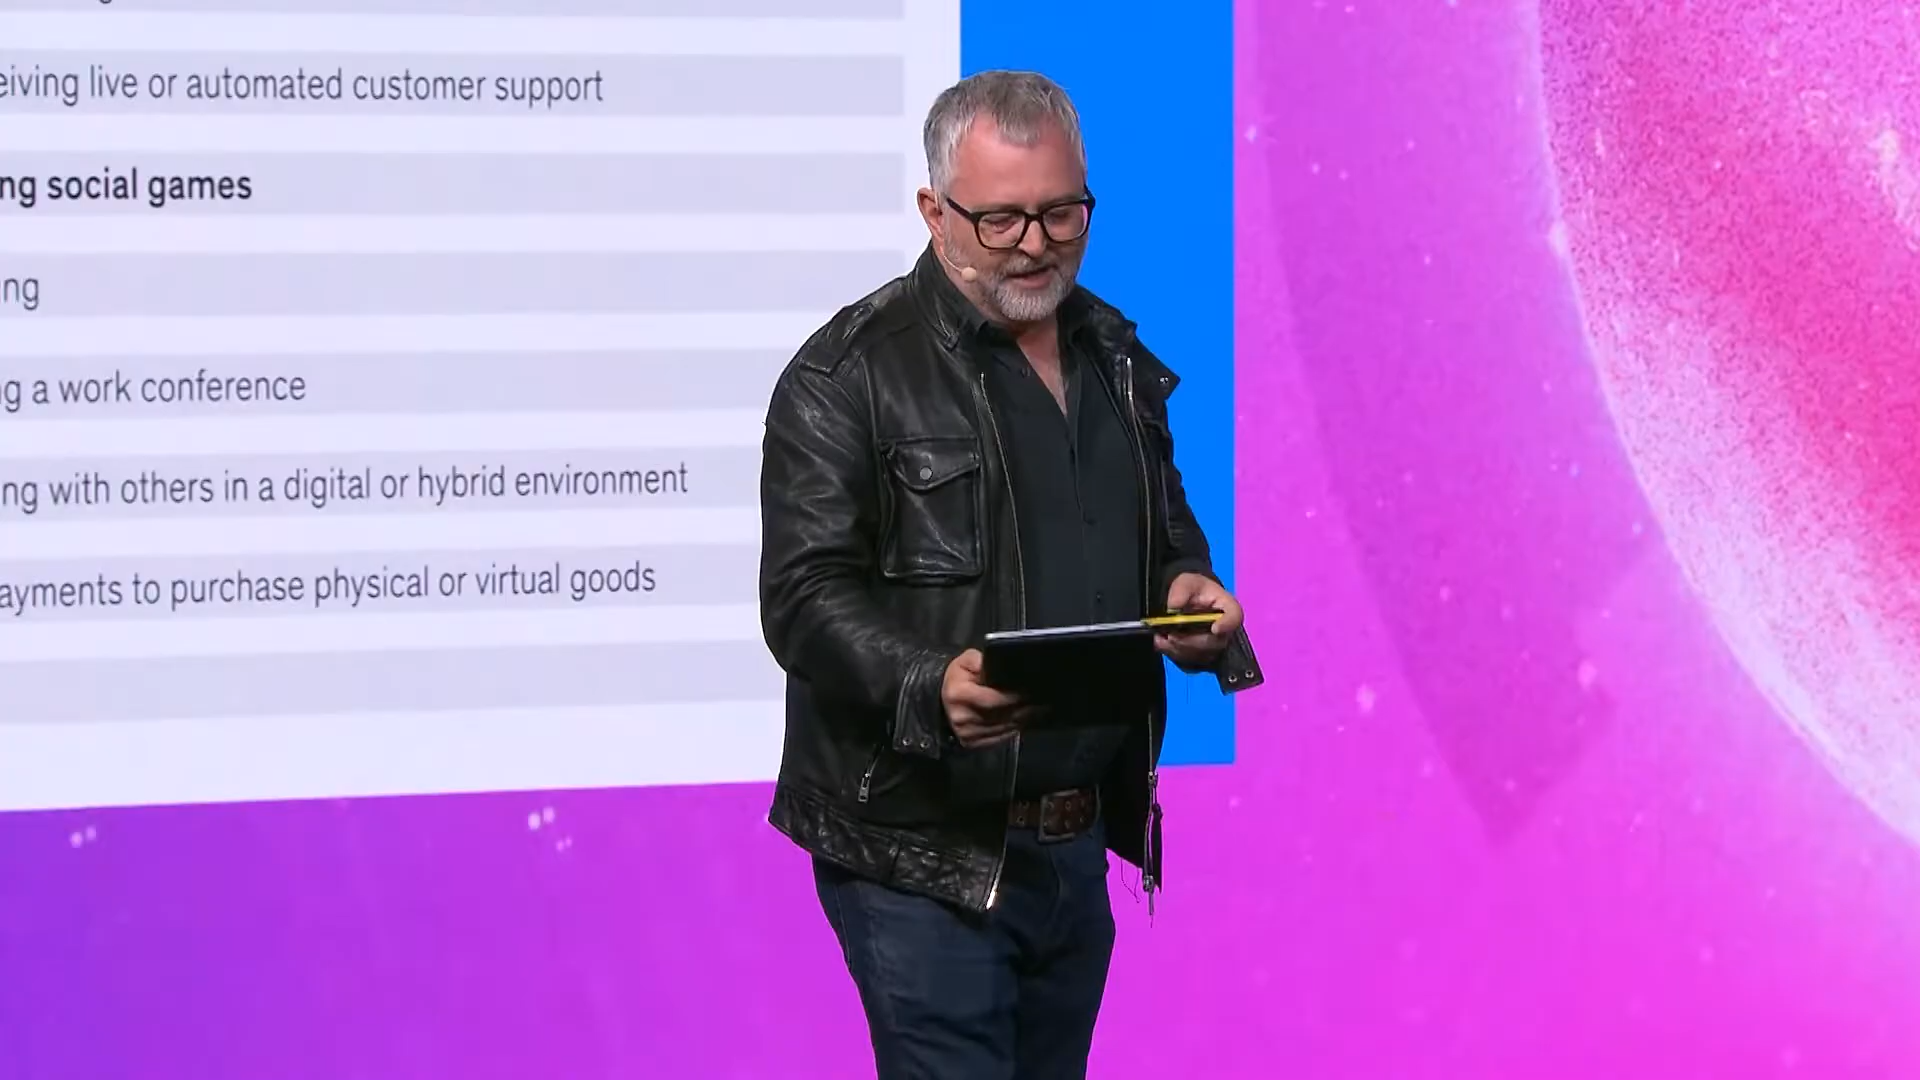 eiving live or automated customer support
ng social games
ng
g a work conference
ng with others in a digital or hybrid environment
ayments to purchase physical or virtual goods